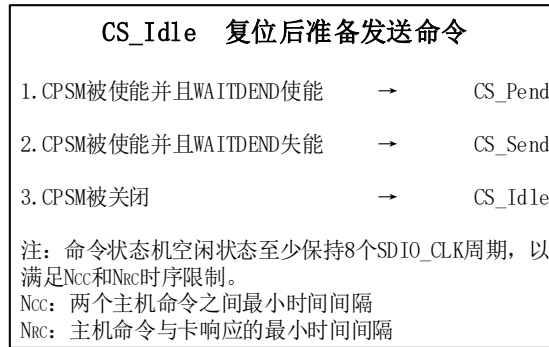 CS_Idle 复位后准备发送命令
1.CPSM被使能并且WAITDEND使能 → CS_Pend
2.CPSM被使能并且WAITDEND失能 → CS_Send
3.CPSM被关闭 → CS_Idle
注：命令状态机空闲状态至少保持8个SDIO_CLK周期，以
满足Ncc和NRC时序限制。
Ncc：两个主机命令之间最小时间间隔
NRC：主机命令与卡响应的最小时间间隔